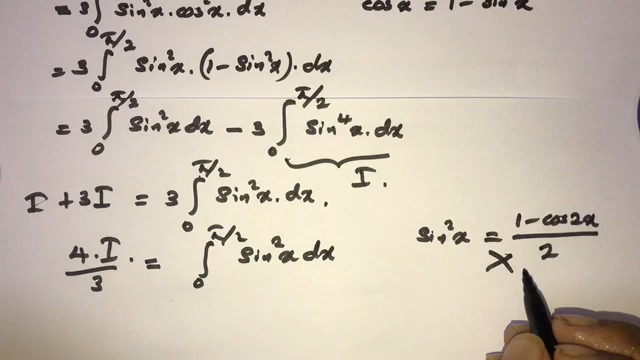 = 3 ∫₀^π/2 sin²x.cos²x.dx
cos²x = 1 - sin²x
= 3 ∫₀^π/2 sin²x.(1-sin²x).dx
= 3 ∫₀^π/2 sin²x dx - 3 ∫₀^π/2 sin⁴x.dx
I.
I + 3I = 3 ∫₀^π/2 sin²x.dx.
4.I/3 . = ∫₀^π/2 sin²x dx
sin²x = 1-cos2x/2